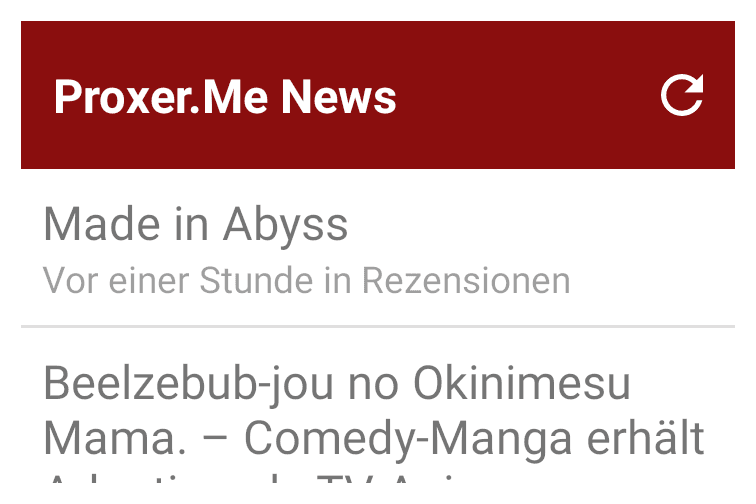 Proxer.Me News
Made in Abyss
Vor einer Stunde in Rezensionen
Beelzebub-jou no Okinimesu
Mama. – Comedy-Manga erhält